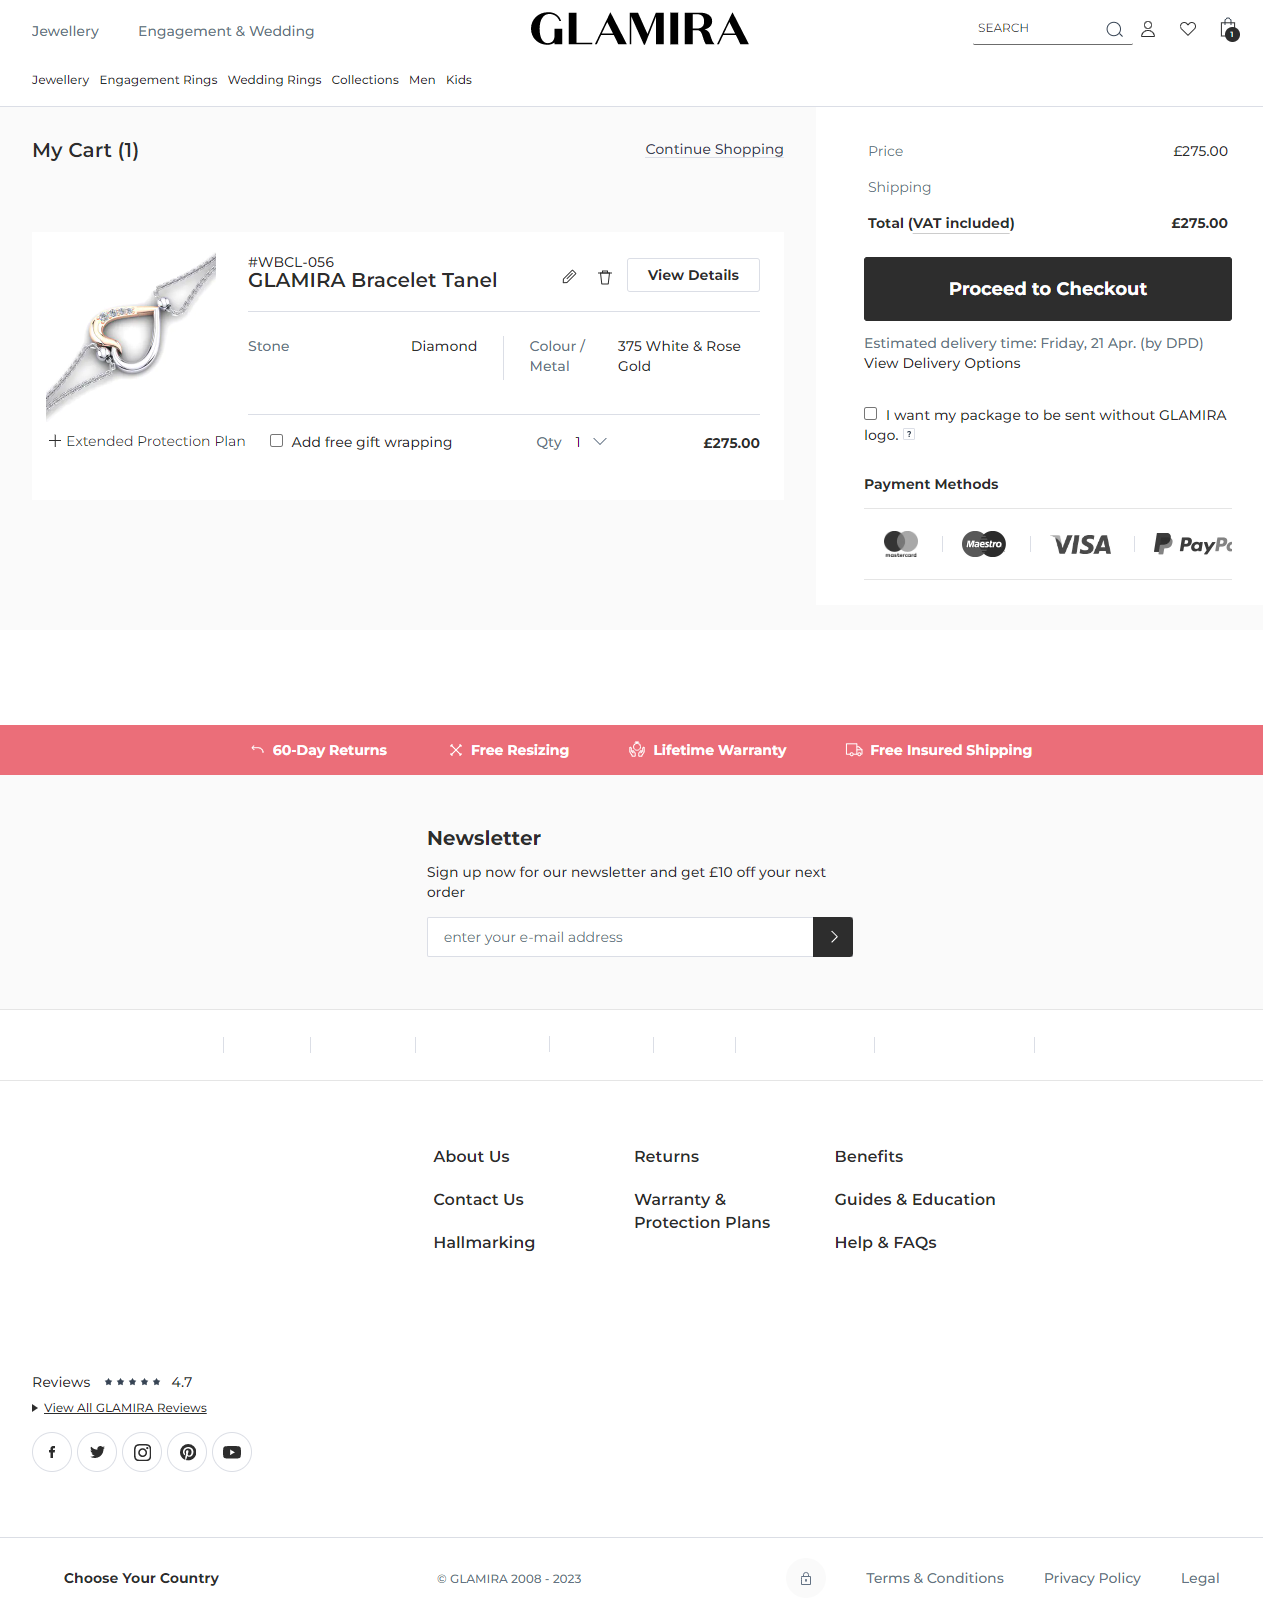 Jewellery Engagement & Wedding
GLAMIRA
SEARCH
1
Jewellery Engagement Rings Wedding Rings Collections Men Kids
My Cart (1)
Continue Shopping
#WBCL-056
GLAMIRA Bracelet Tanel
View Details
Stone
Diamond
Colour /
Metal
375 White & Rose
Gold
Extended Protection Plan
Add free gift wrapping
Qty 1
£275.00
Price £275.00
Shipping
Total (VAT included) £275.00
Proceed to Checkout
Estimated delivery time: Friday, 21 Apr. (by DPD)
View Delivery Options
I want my package to be sent without GLAMIRA
logo. ?
Payment Methods
mastercard
Maestro
VISA
PayPa
60-Day Returns
Free Resizing
Lifetime Warranty
Free Insured Shipping
Newsletter
Sign up now for our newsletter and get £10 off your next
order
enter your e-mail address
About Us
Contact Us
Hallmarking
Returns
Warranty &
Protection Plans
Benefits
Guides & Education
Help & FAQs
Reviews 4.7
View All GLAMIRA Reviews
Choose Your Country
© GLAMIRA 2008 - 2023
Terms & Conditions
Privacy Policy
Legal